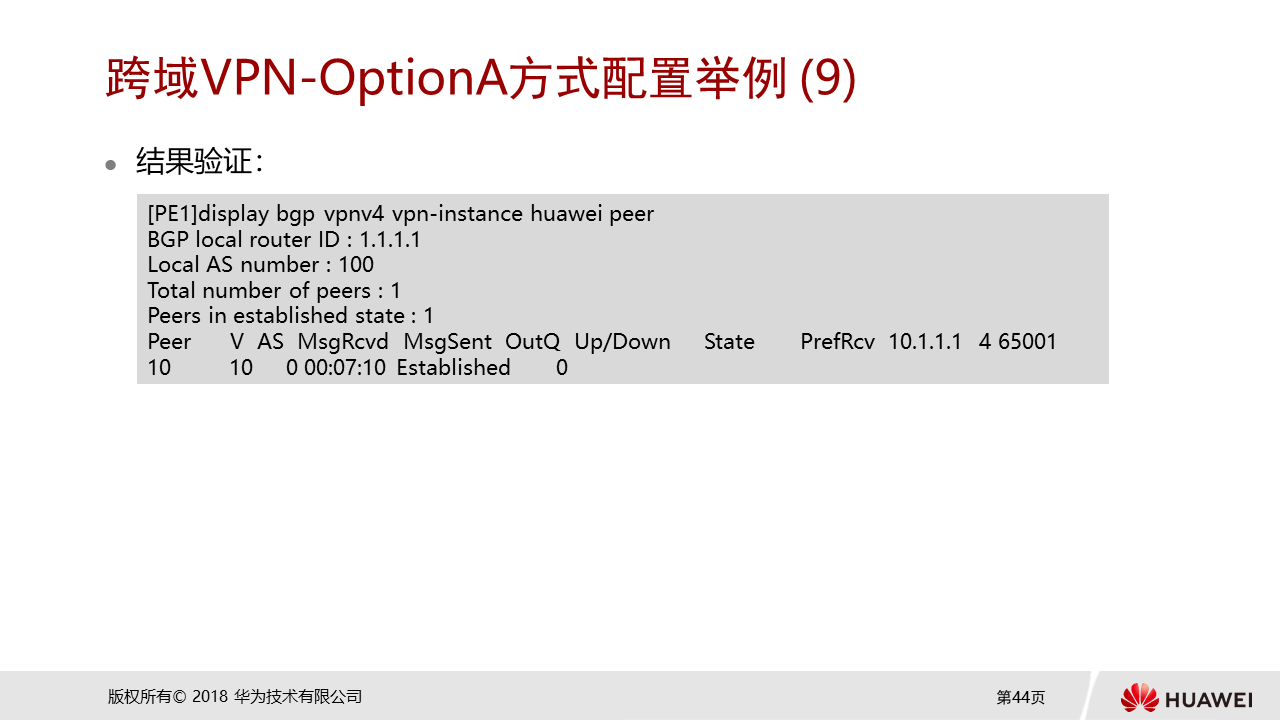 跨域VPN-OptionA方式配置举例 (9)
结果验证：
[PE1]display bgp vpnv4 vpn-instance huawei peer
BGP local router ID : 1.1.1.1
Local AS number : 100
Total number of peers : 1
Peers in established state : 1
Peer V AS MsgRcvd MsgSent OutQ Up/Down State PrefRcv 10.1.1.1 4 65001
10 10 0 00:07:10 Established 0
版权所有© 2018 华为技术有限公司
第44页
HUAWEI